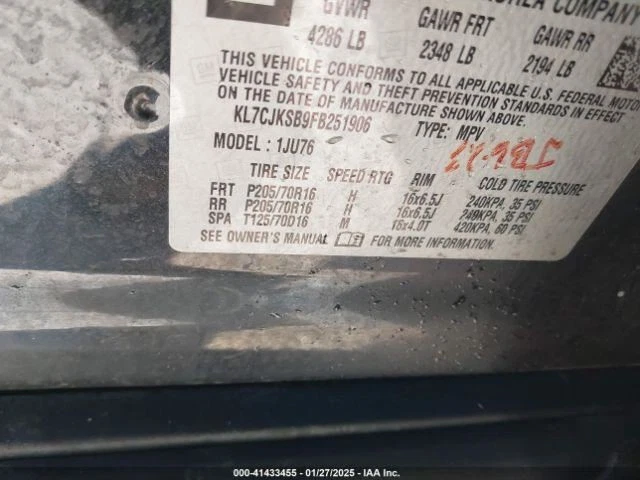 KOREA COMPANY
GVWR GAWR FRT GAWR RR
4286 LB 2348 LB 2194 LB
THIS VEHICLE CONFORMS TO ALL APPLICABLE U.S. FEDERAL MOTOR
VEHICLE SAFETY AND THEFT PREVENTION STANDARDS IN EFFECT
ON THE DATE OF MANUFACTURE SHOWN ABOVE.
KL7CJKSB9FB251906 TYPE: MPV
MODEL: 1JU76
TIRE SIZE SPEED RTG RIM COLD TIRE PRESSURE
FRT P205/70R16 H 16x6.5J 240KPA, 35 PSI
RR P205/70R16 H 16x6.5J 240KPA, 35 PSI
SPA T125/70D16 M 16x4.0T 420KPA, 60 PSI
SEE OWNER'S MANUAL FOR MORE INFORMATION
000-41433455 | 01/27/2025 | IAA Inc.